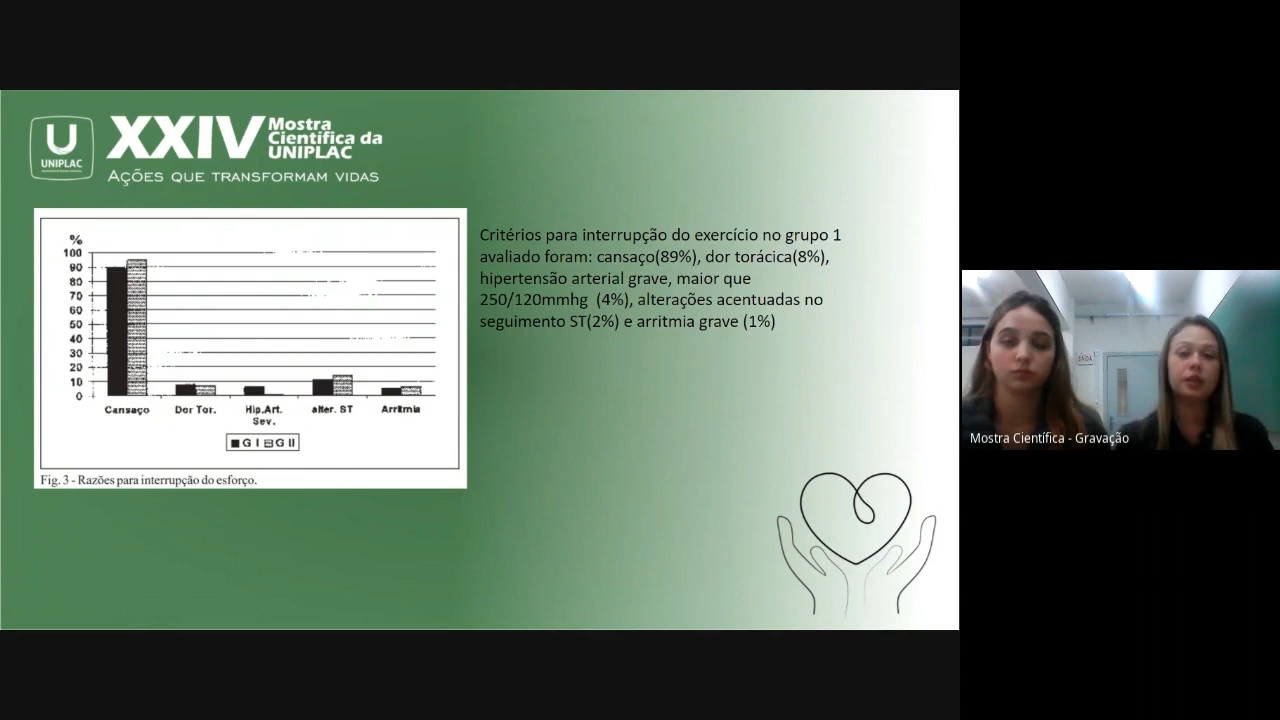 U
UNIPLAC
XXIV
Mostra
Científica da
UNIPLAC
AÇÕES QUE TRANSFORMAM VIDAS
%
100
90
80
70
60
50
40
30
20
10
0
Cansaço Dor Tor. Hip.Art. Sev. alter. ST Arritmia
G I G II
Fig. 3 - Razões para interrupção do esforço.
Critérios para interrupção do exercício no grupo 1
avaliado foram: cansaço(89%), dor torácica(8%),
hipertensão arterial grave, maior que
250/120mmhg (4%), alterações acentuadas no
seguimento ST(2%) e arritmia grave (1%)
Mostra Científica - Gravação